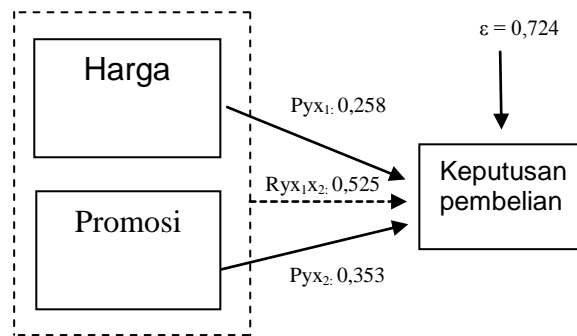 ε = 0,724
Harga
Pyx₁: 0,258
Keputusan
pembelian
Ryx₁x₂: 0,525
Promosi
Pyx₂: 0,353